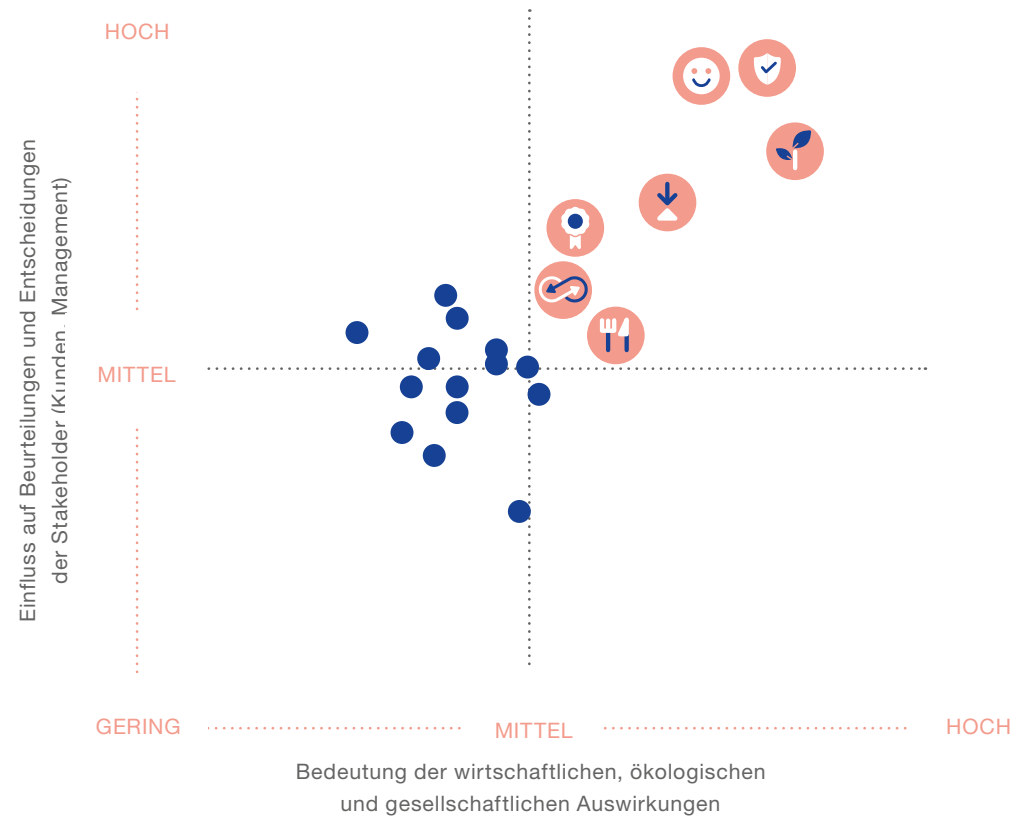 HOCH
Einfluss auf Beurteilungen und Entscheidungen
der Stakeholder (Kunden, Management)
MITTEL
GERING
MITTEL
HOCH
Bedeutung der wirtschaftlichen, ökologischen
und gesellschaftlichen Auswirkungen